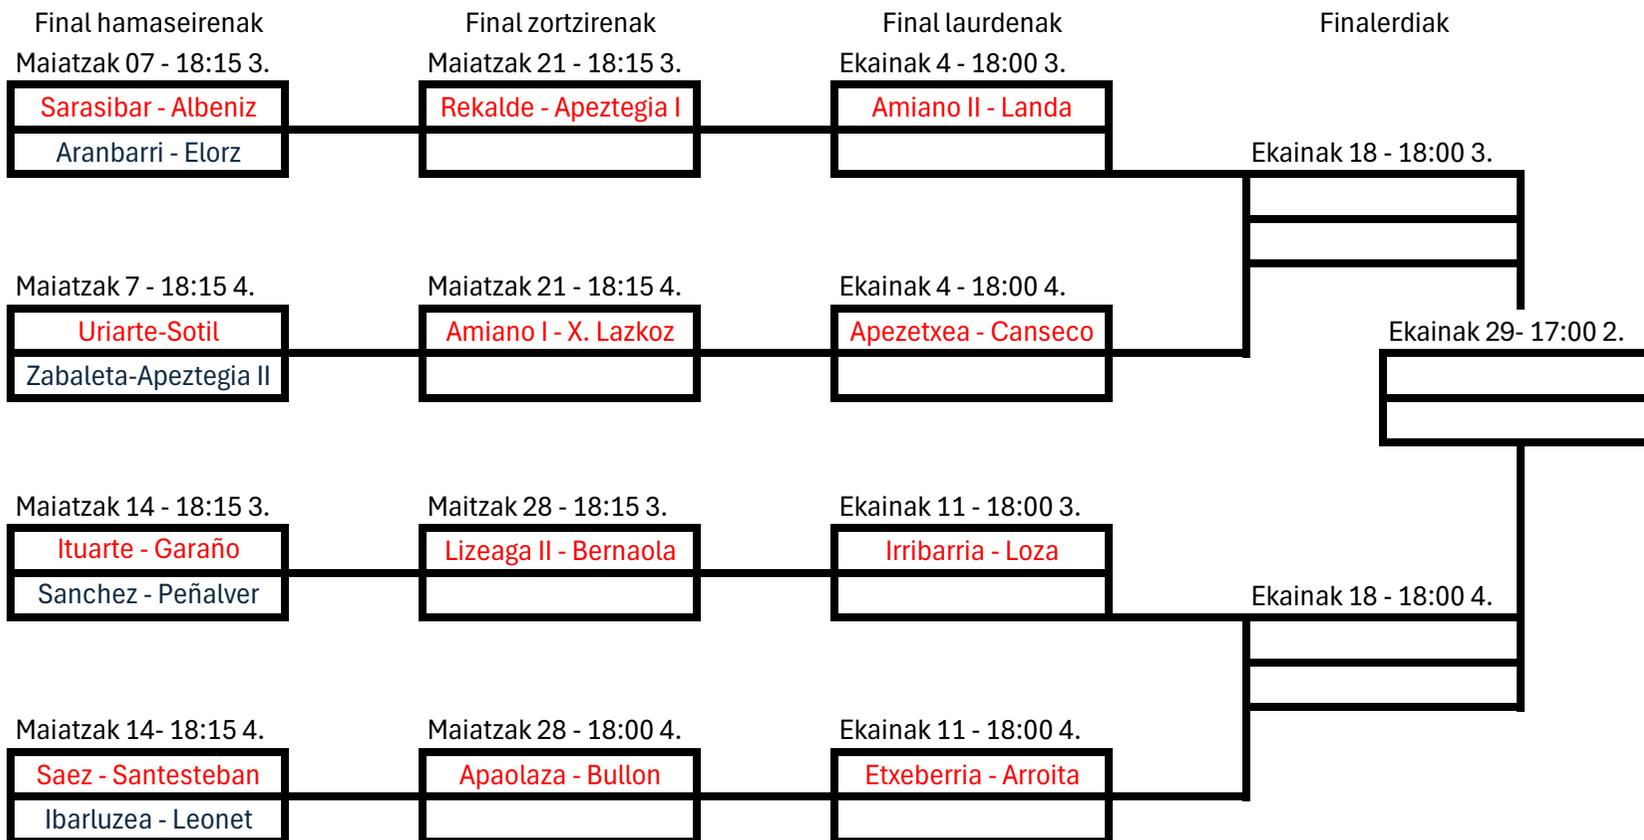 Final hamaseirenak Final zortzirenak Final laurdenak Finalerdiak
Maiatzak 07 - 18:15 3. Maiatzak 21 - 18:15 3. Ekainak 4 - 18:00 3.
Sarasibar - Albeniz Rekalde - Apeztegia I Amiano II - Landa
Aranbarri - Elorz Ekainak 18 - 18:00 3.
Maiatzak 7 - 18:15 4. Maiatzak 21 - 18:15 4. Ekainak 4 - 18:00 4.
Uriarte-Sotil Amiano I - X. Lazkoz Apezetxea - Canseco Ekainak 29- 17:00 2.
Zabaleta-Apeztegia II
Maiatzak 14 - 18:15 3. Maitzak 28 - 18:15 3. Ekainak 11 - 18:00 3.
Ituarte - Garaño Lizeaga II - Bernaola Irribarria - Loza
Sanchez - Peñalver Ekainak 18 - 18:00 4.
Maiatzak 14- 18:15 4. Maiatzak 28 - 18:00 4. Ekainak 11 - 18:00 4.
Saez - Santesteban Apaolaza - Bullon Etxeberria - Arroita
Ibarluzea - Leonet